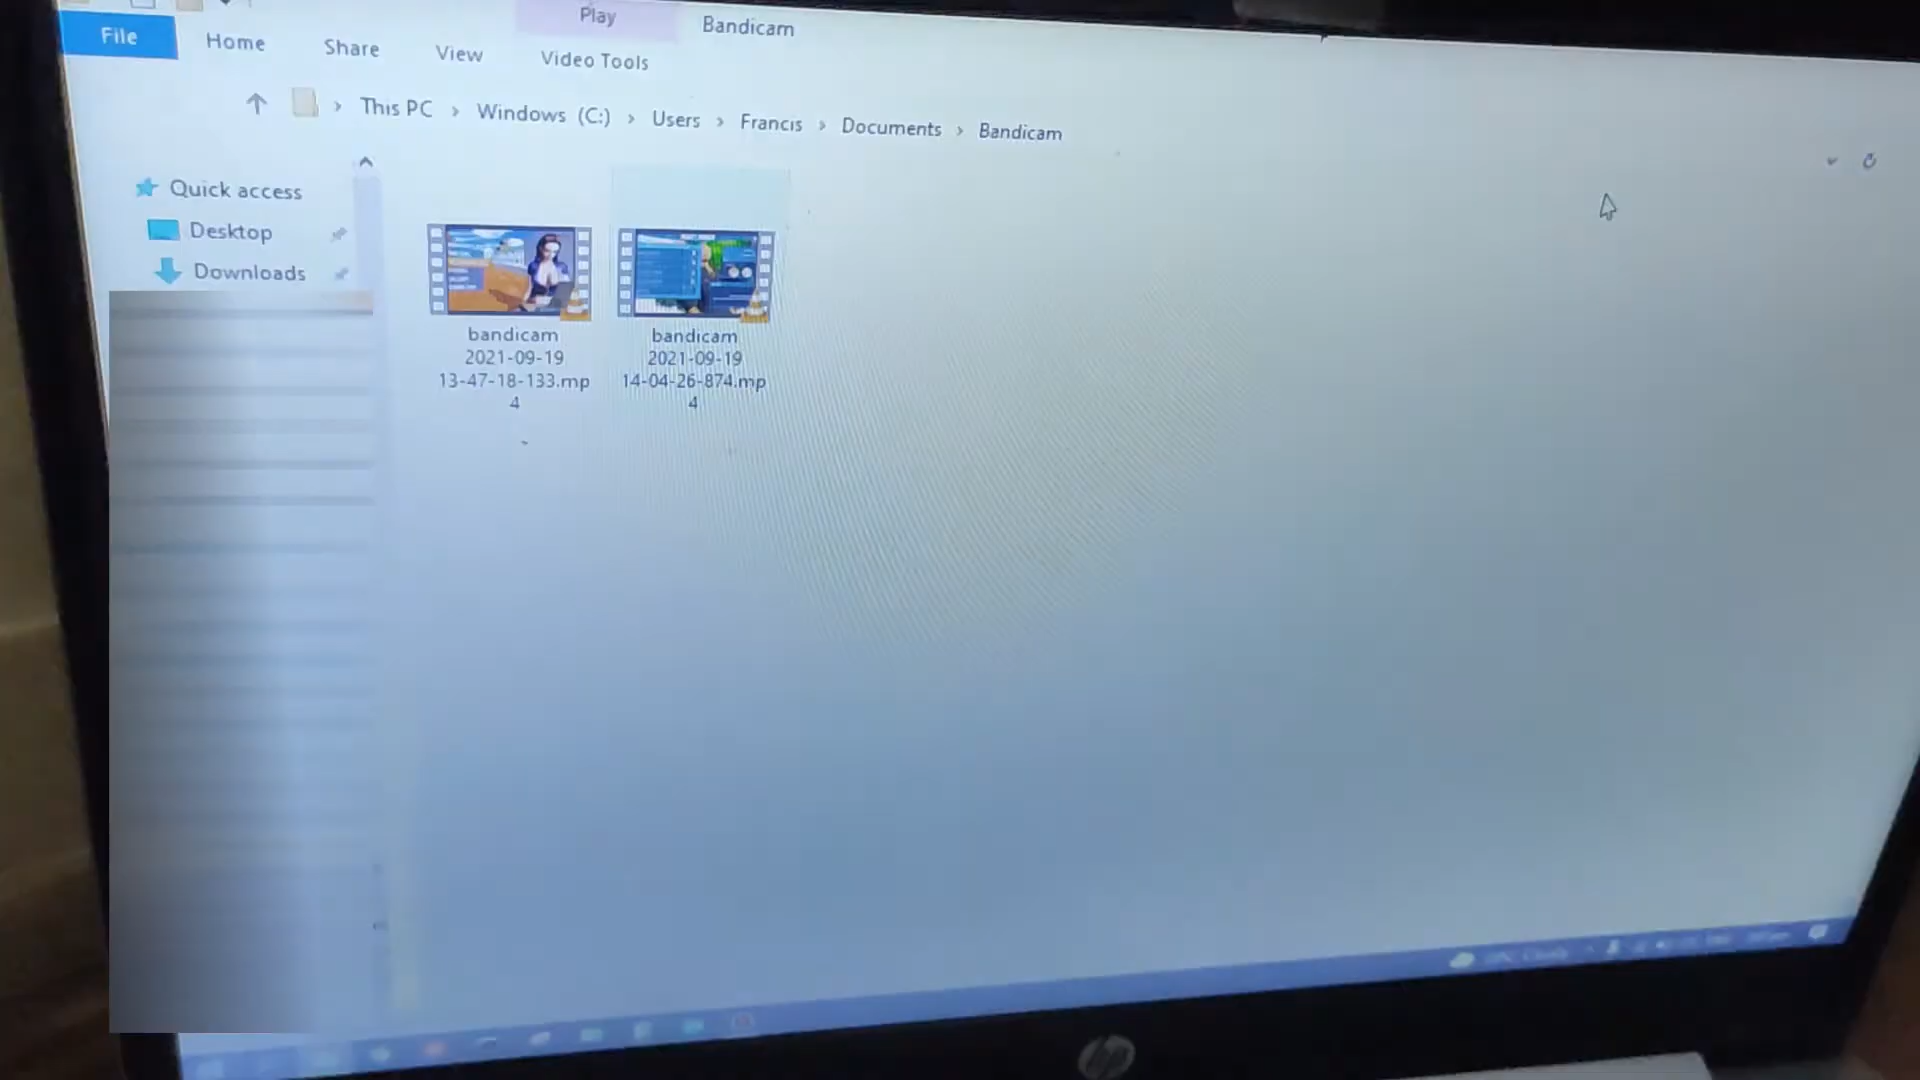 Play
Bandicam
File
Home
Share
View
Video Tools
This PC
Windows (C:)
Users
Francis
Documents
Bandicam
Quick access
Desktop
Downloads
bandicam
2021-09-19
13-47-18-133.mp
4
bandicam
2021-09-19
14-04-26-874.mp
4
hp